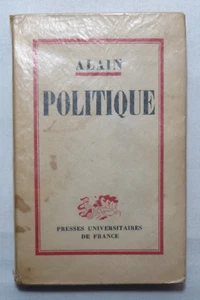 ALAIN
POLITIQUE
PRESSES UNIVERSITAIRES
DE FRANCE